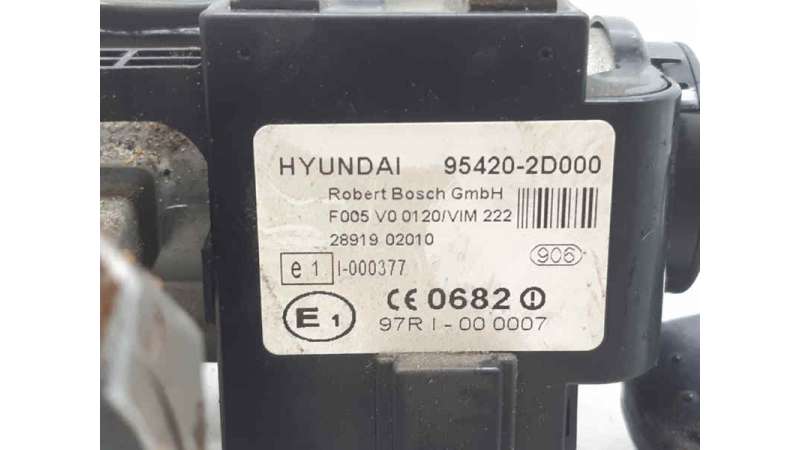 HYUNDAI 95420-2D000
Robert Bosch GmbH
F005 V0 0120/VIM 222
28919 02010
906
e 1 I-000377
CE 0682 !
E 1
97R I-00 0007